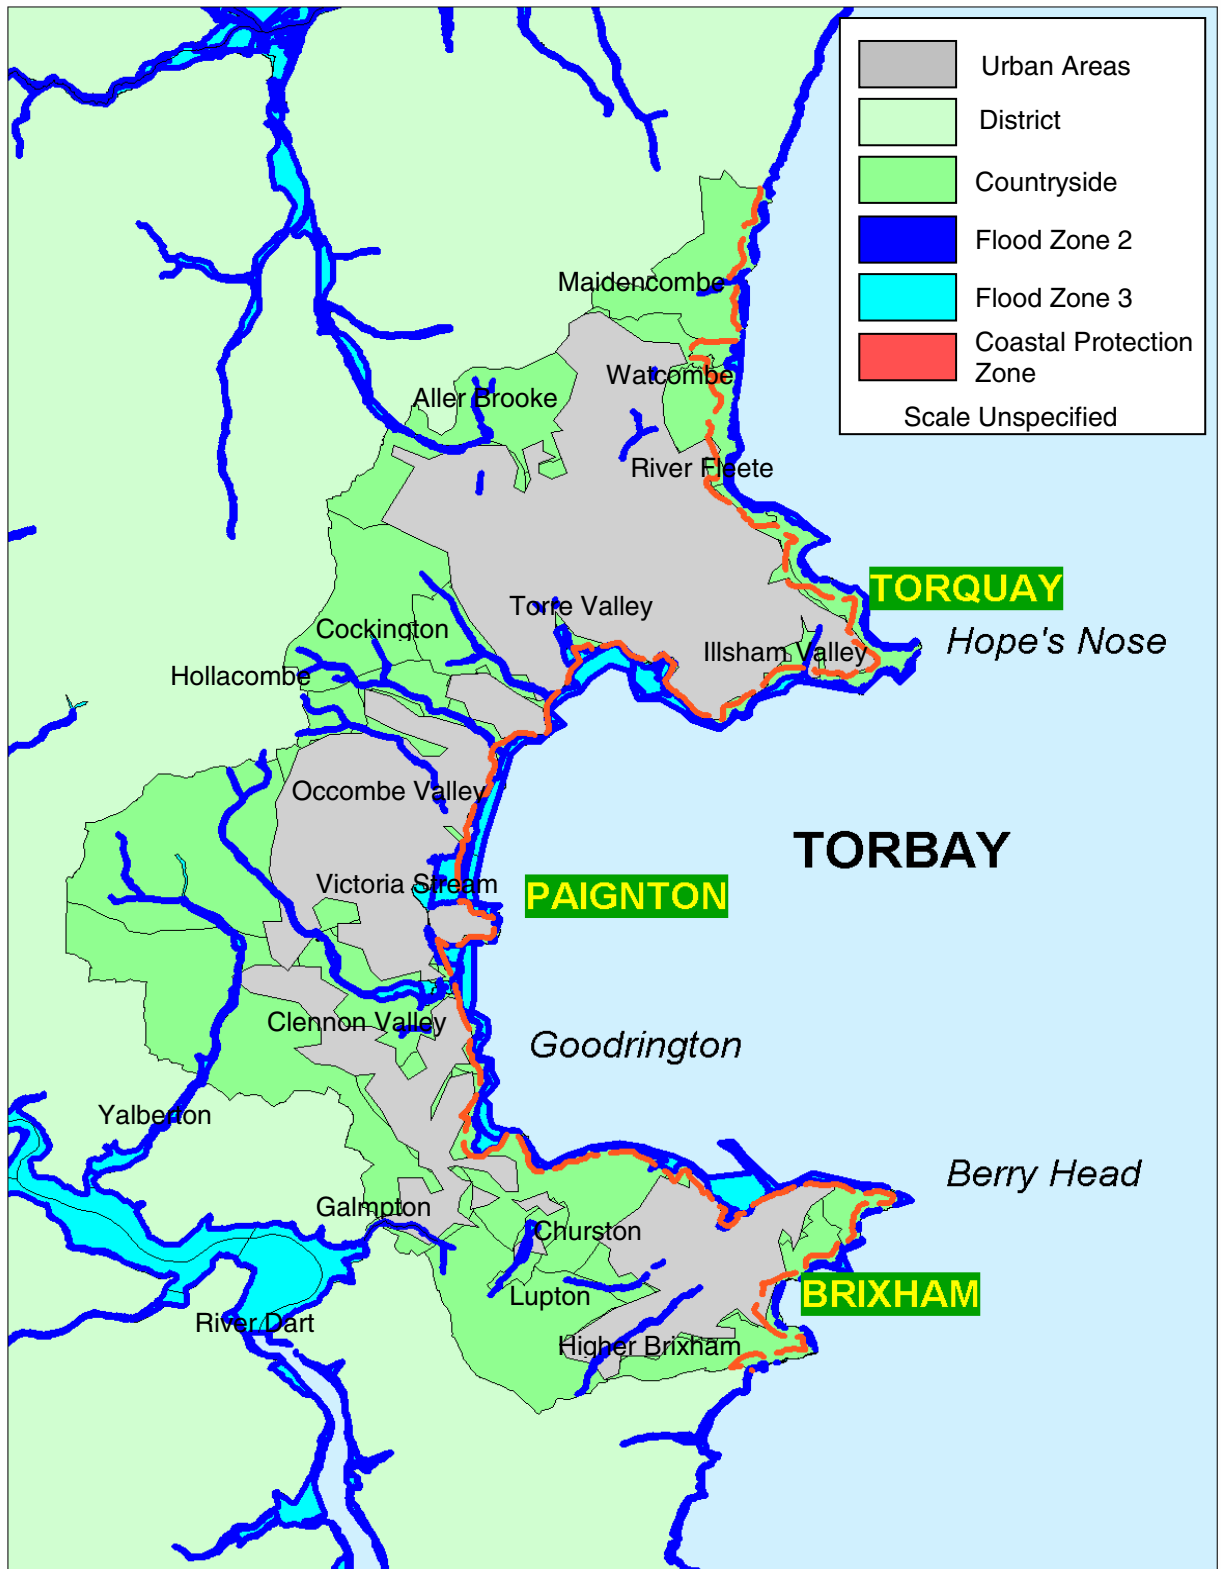 Urban Areas
District
Countryside
Flood Zone 2
Flood Zone 3
Coastal Protection
Zone
Scale Unspecified
Maidencombe
Watcombe
Aller Brooke
River Fleete
TORQUAY
Torre Valley
Cockington
Hope's Nose
Illsham Valley
Hollacombe
Occombe Valley
TORBAY
Victoria Stream
PAIGNTON
Clennon Valley
Goodrington
Yalberton
Berry Head
Galmpton
Churston
Lupton
BRIXHAM
River Dart
Higher Brixham